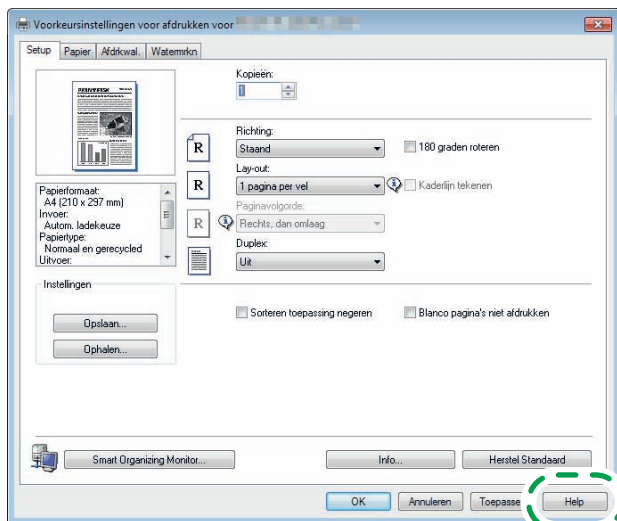 Voorkeursinstellingen voor afdrukken voor
Setup Papier Afdrkwal. Watermrkn
Kopieën:
1
Richting:
R Staand 180 graden roteren
Lay-out:
R 1 pagina per vel Kaderlijn tekenen
Paginavolgorde:
R Rechts, dan omlaag
Duplex:
Uit
Papierformaat:
A4 (210 x 297 mm)
Invoer:
Autom. ladekeuze
Papiertype:
Normaal en gerecycled
Uitvoer:
Instellingen
Opslaan...
Ophalen...
Sorteren toepassing negeren Blanco pagina's niet afdrukken
Smart Organizing Monitor... Info... Herstel Standaard
OK Annuleren Toepasse Help